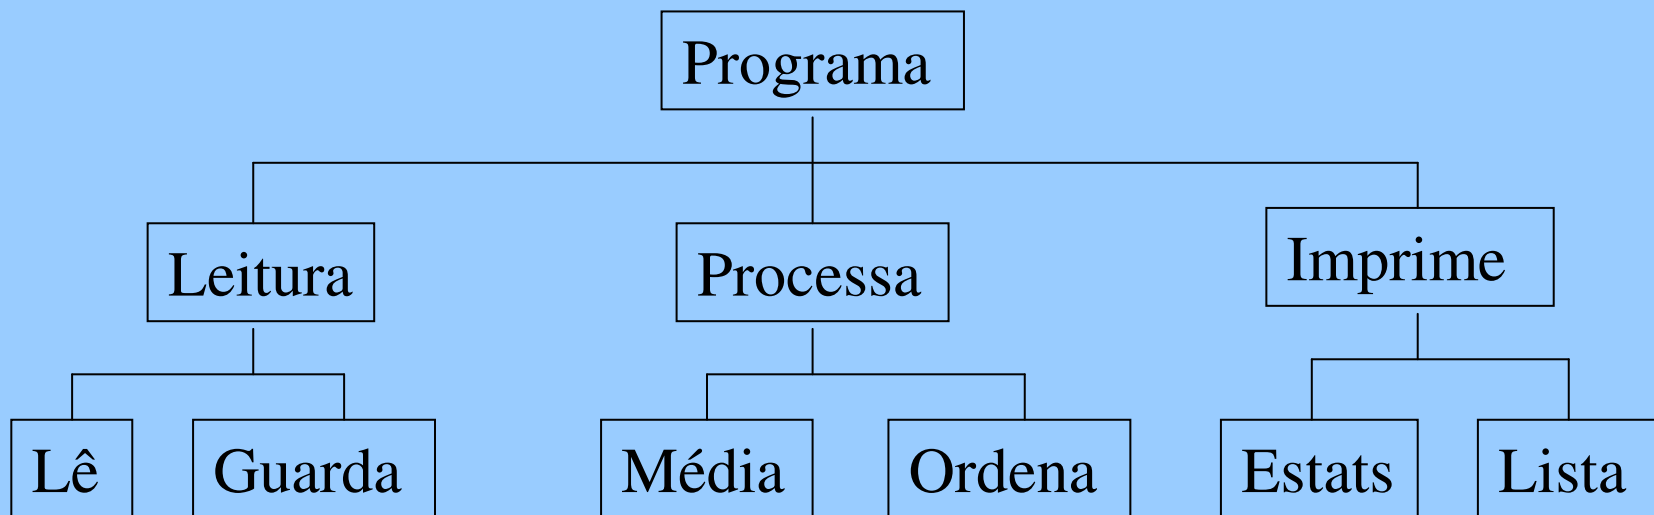 Programa
Leitura
Processa
Imprime
Lê
Guarda
Média
Ordena
Estats
Lista